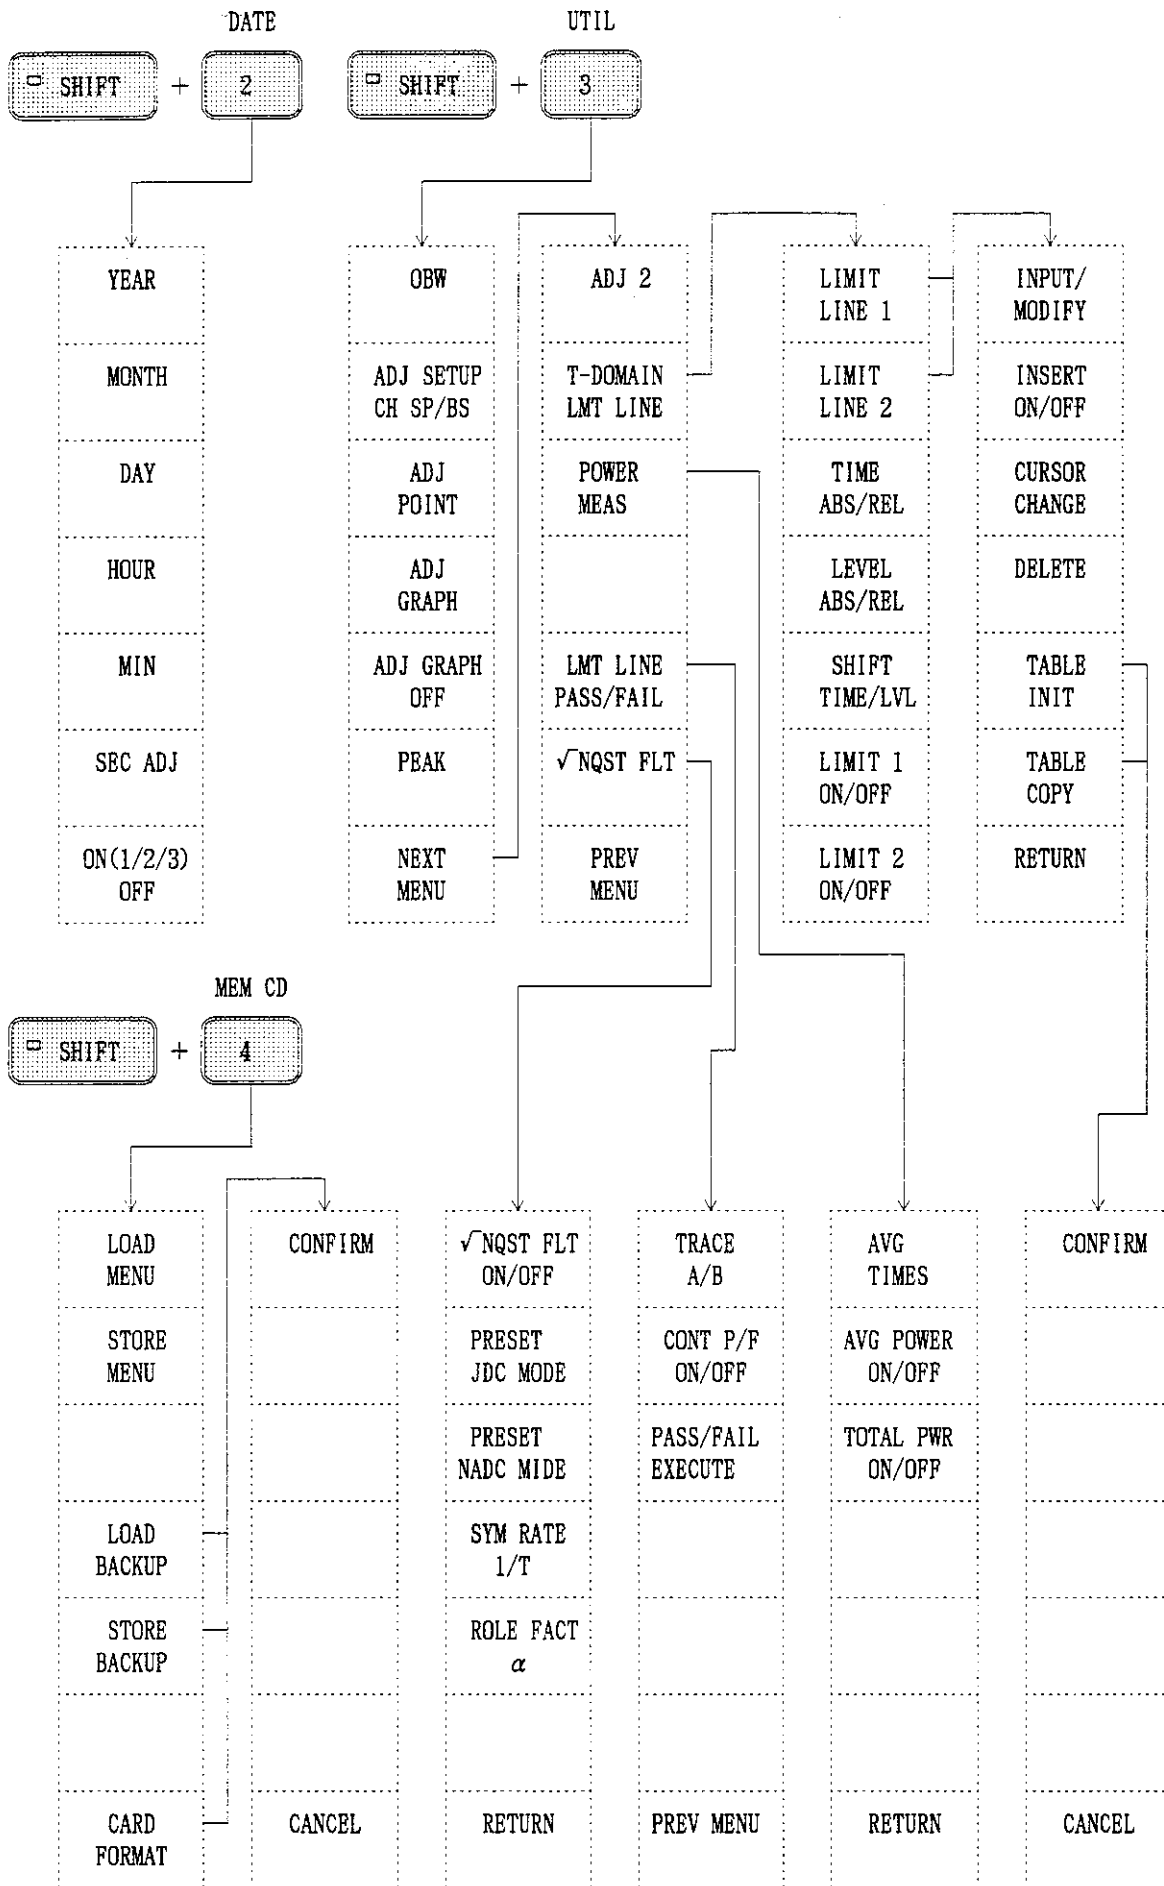 DATE
SHIFT + 2
UTIL
SHIFT + 3
YEAR
MONTH
DAY
HOUR
MIN
SEC ADJ
ON(1/2/3)
OFF
OBW
ADJ SETUP
CH SP/BS
ADJ
POINT
ADJ
GRAPH
ADJ GRAPH
OFF
PEAK
NEXT
MENU
ADJ 2
T-DOMAIN
LMT LINE
POWER
MEAS
LMT LINE
PASS/FAIL
√NQST FLT
PREV
MENU
LIMIT
LINE 1
LIMIT
LINE 2
TIME
ABS/REL
LEVEL
ABS/REL
SHIFT
TIME/LVL
LIMIT 1
ON/OFF
LIMIT 2
ON/OFF
INPUT/
MODIFY
INSERT
ON/OFF
CURSOR
CHANGE
DELETE
TABLE
INIT
TABLE
COPY
RETURN
MEM CD
SHIFT + 4
LOAD
MENU
STORE
MENU
LOAD
BACKUP
STORE
BACKUP
CARD
FORMAT
CONFIRM
CANCEL
√NQST FLT
ON/OFF
PRESET
JDC MODE
PRESET
NADC MIDE
SYM RATE
1/T
ROLE FACT
α
RETURN
TRACE
A/B
CONT P/F
ON/OFF
PASS/FAIL
EXECUTE
PREV MENU
AVG
TIMES
AVG POWER
ON/OFF
TOTAL PWR
ON/OFF
RETURN
CONFIRM
CANCEL